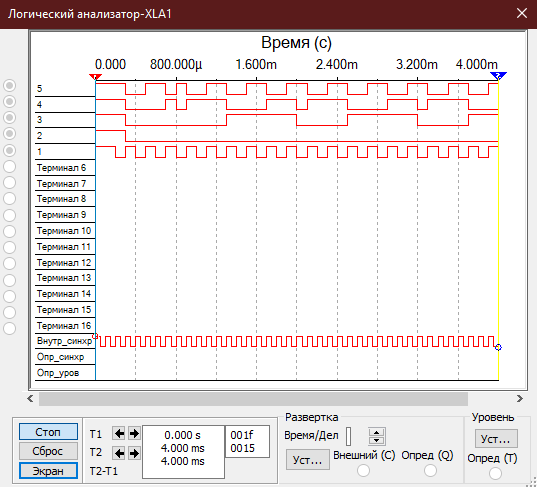 Логический анализатор-XLA1
Время (с)
0.000 800.000μ 1.600m 2.400m 3.200m 4.000m
5
4
3
2
1
Терминал 6
Терминал 7
Терминал 8
Терминал 9
Терминал 10
Терминал 11
Терминал 12
Терминал 13
Терминал 14
Терминал 15
Терминал 16
Внутр_синхр
Опр_синхр
Опр_уров
Стоп
Сброс
Экран
T1 0.000 s 001f
T2 4.000 ms 0015
T2-T1 4.000 ms
Развертка
Время/Дел
Уст...
Внешний (C) Опред (Q)
Уровень
Уст...
Опред (T)